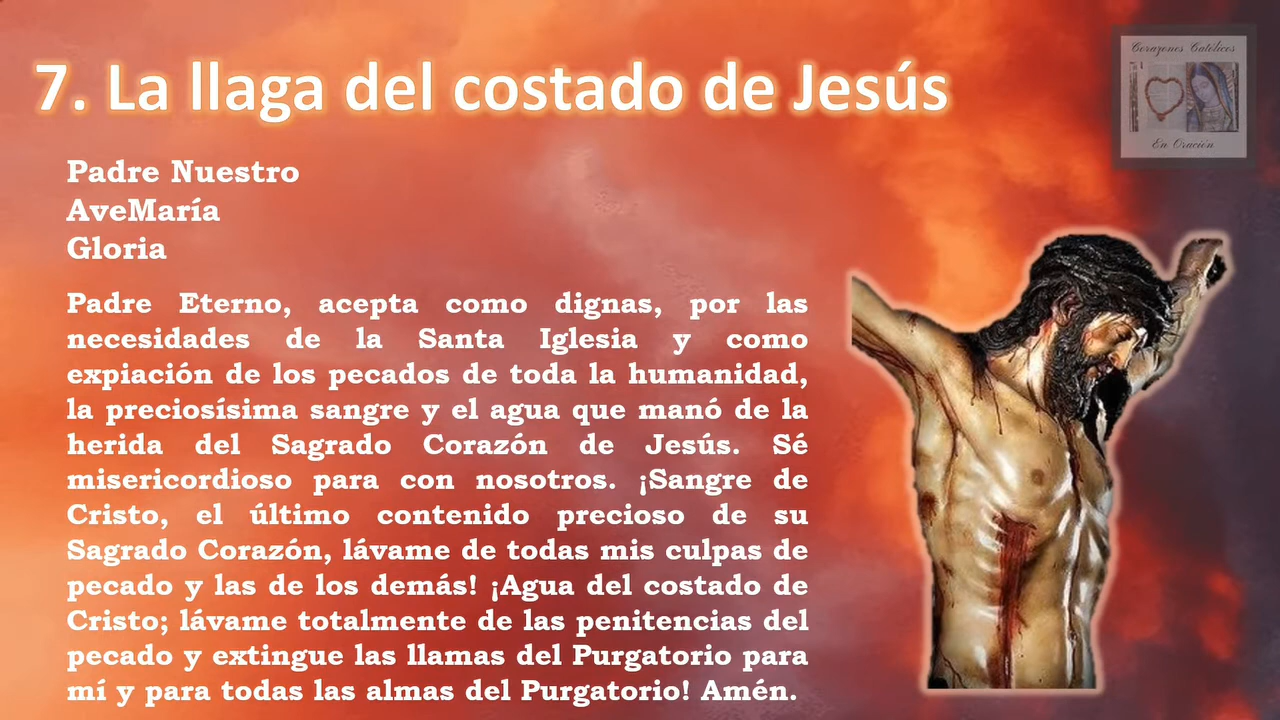 7. La llaga del costado de Jesús
Corazones Católicos
En Oración
Padre Nuestro
AveMaría
Gloria
Padre Eterno, acepta como dignas, por las
necesidades de la Santa Iglesia y como
expiación de los pecados de toda la humanidad,
la preciosísima sangre y el agua que manó de la
herida del Sagrado Corazón de Jesús. Sé
misericordioso para con nosotros. ¡Sangre de
Cristo, el último contenido precioso de su
Sagrado Corazón, lávame de todas mis culpas de
pecado y las de los demás! ¡Agua del costado de
Cristo; lávame totalmente de las penitencias del
pecado y extingue las llamas del Purgatorio para
mí y para todas las almas del Purgatorio! Amén.